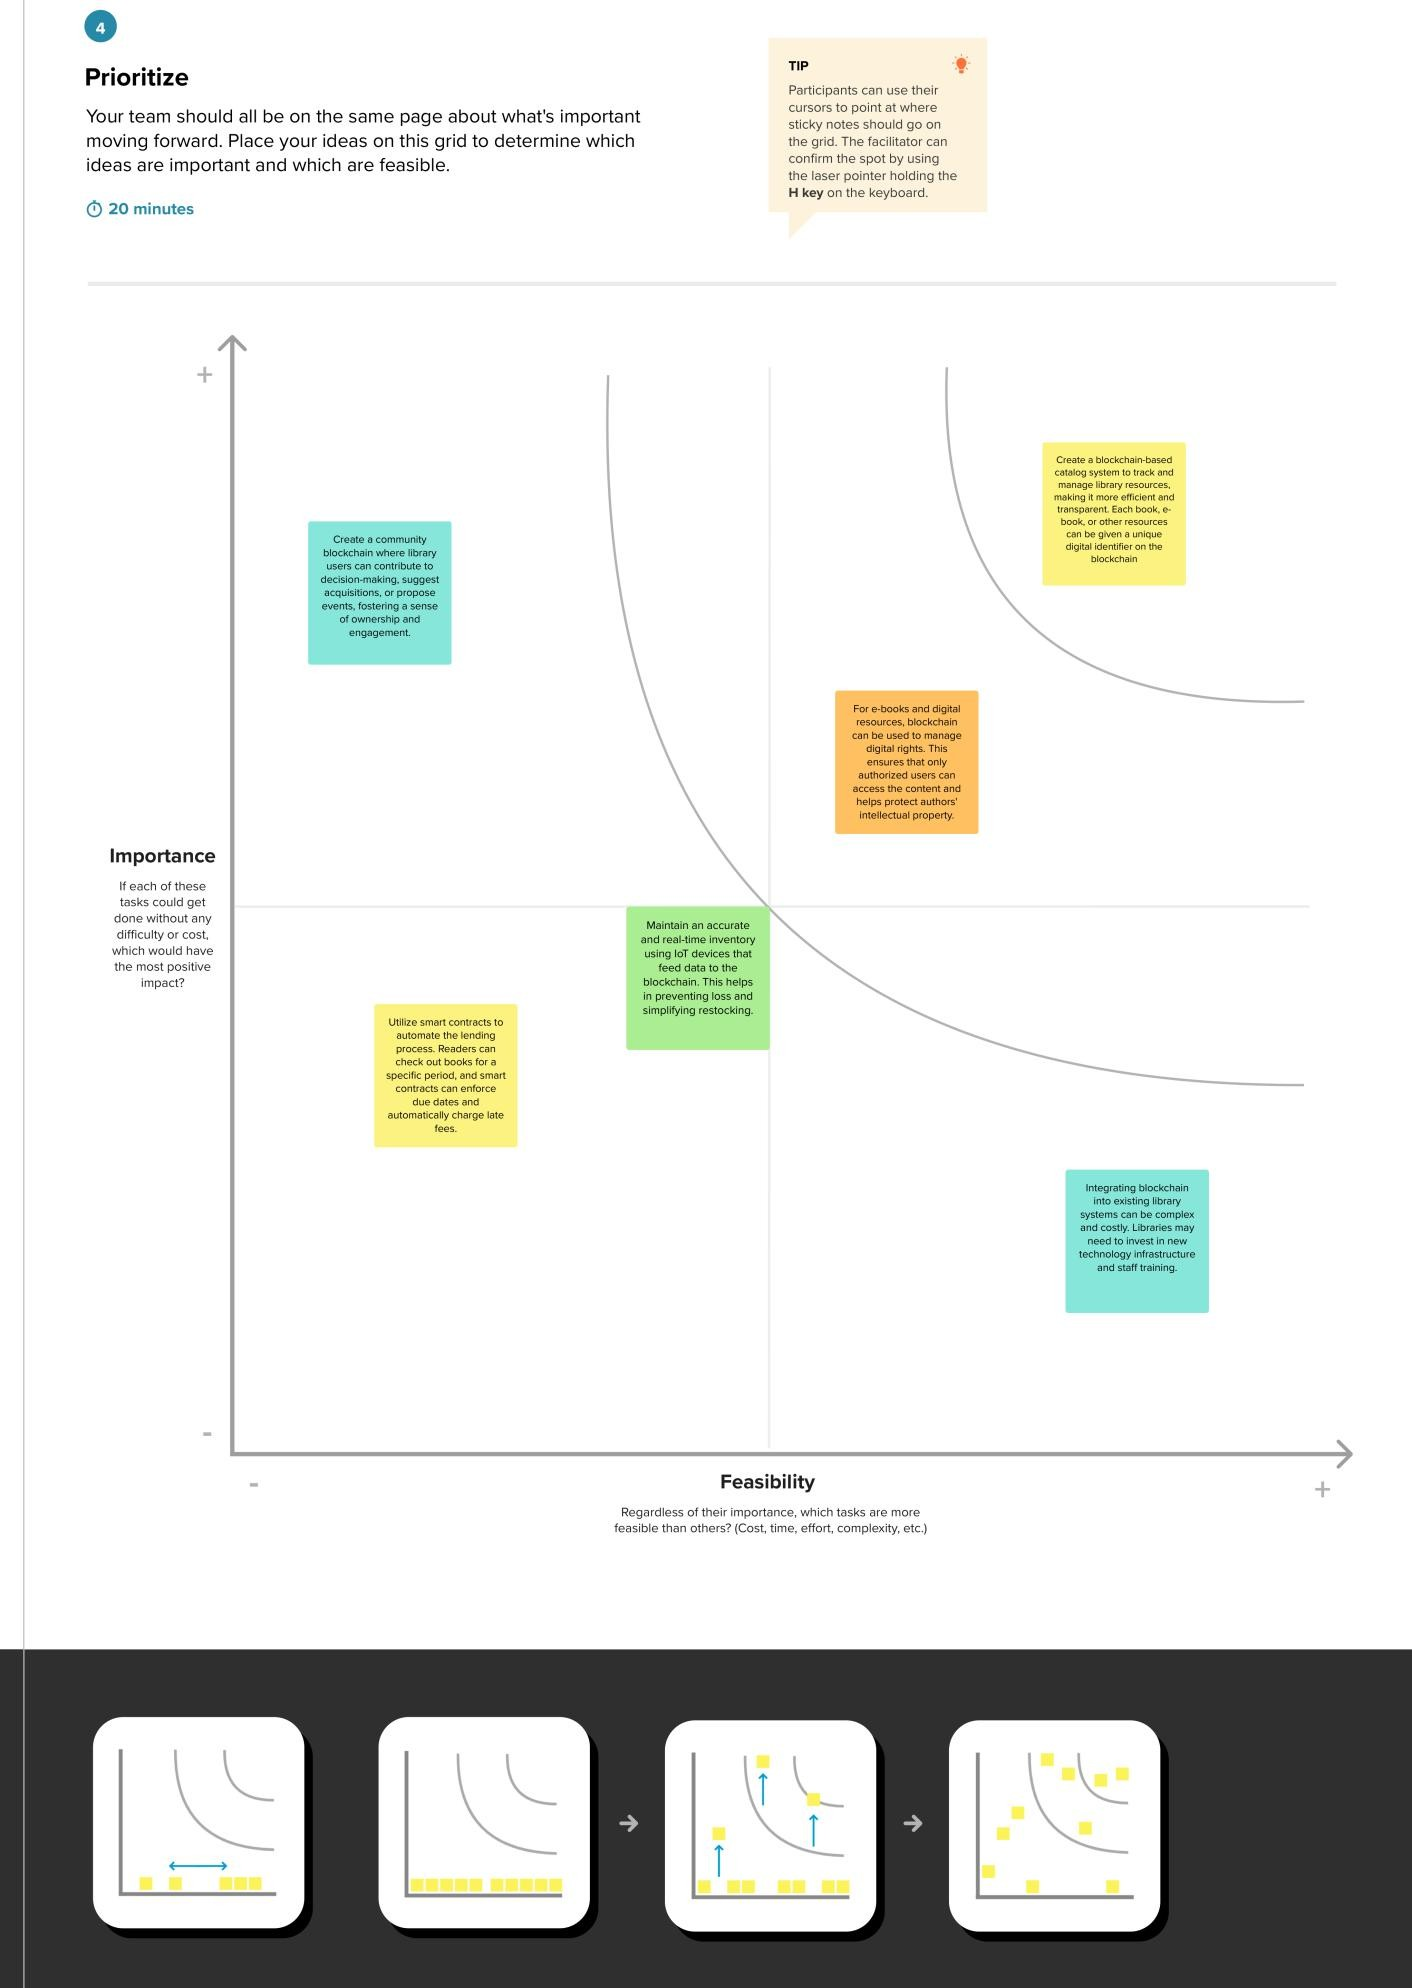 4
Prioritize
Your team should all be on the same page about what's important
moving forward. Place your ideas on this grid to determine which
ideas are important and which are feasible.
20 minutes
TIP
Participants can use their
cursors to point at where
sticky notes should go on
the grid. The facilitator can
confirm the spot by using
the laser pointer holding the
H key on the keyboard.
+
Create a blockchain-based
catalog system to track and
manage library resources,
making it more efficient and
transparent. Each book, e-
book, or other resources
can be given a unique
digital identifier on the
blockchain
Create a community
blockchain where library
users can contribute to
decision-making, suggest
acquisitions, or propose
events, fostering a sense
of ownership and
engagement.
For e-books and digital
resources, blockchain
can be used to manage
digital rights. This
ensures that only
authorized users can
access the content and
helps protect authors'
intellectual property.
Importance
If each of these
tasks could get
done without any
difficulty or cost,
which would have
the most positive
impact?
Maintain an accurate
and real-time inventory
using IoT devices that
feed data to the
blockchain. This helps
in preventing loss and
simplifying restocking.
Utilize smart contracts to
automate the lending
process. Readers can
check out books for a
specific period, and smart
contracts can enforce
due dates and
automatically charge late
fees.
Integrating blockchain
into existing library
systems can be complex
and costly. Libraries may
need to invest in new
technology infrastructure
and staff training.
-
-
Feasibility
+
Regardless of their importance, which tasks are more
feasible than others? (Cost, time, effort, complexity, etc.)